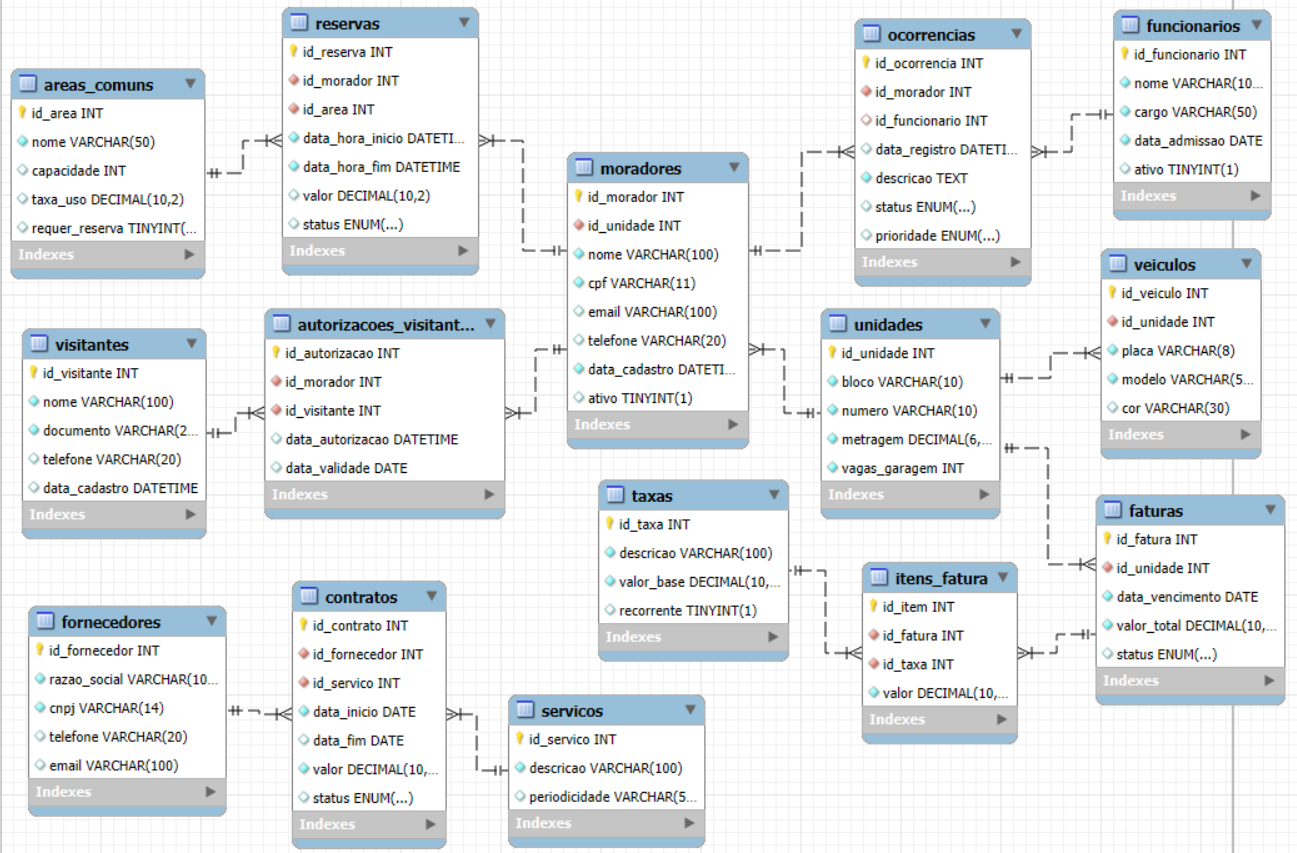 areas_comuns
id_area INT
nome VARCHAR(50)
capacidade INT
taxa_uso DECIMAL(10,2)
requer_reserva TINYINT(...
Indexes
reservas
id_reserva INT
id_morador INT
id_area INT
data_hora_inicio DATETI...
data_hora_fim DATETIME
valor DECIMAL(10,2)
status ENUM(...)
Indexes
moradores
id_morador INT
id_unidade INT
nome VARCHAR(100)
cpf VARCHAR(11)
email VARCHAR(100)
telefone VARCHAR(20)
data_cadastro DATETI...
ativo TINYINT(1)
Indexes
ocorrencias
id_ocorrencia INT
id_morador INT
id_funcionario INT
data_registro DATETI...
descricao TEXT
status ENUM(...)
prioridade ENUM(...)
Indexes
funcionarios
id_funcionario INT
nome VARCHAR(10...
cargo VARCHAR(50)
data_admissao DATE
ativo TINYINT(1)
Indexes
visitantes
id_visitante INT
nome VARCHAR(100)
documento VARCHAR(2...
telefone VARCHAR(20)
data_cadastro DATETIME
Indexes
autorizacoes_visitant...
id_autorizacao INT
id_morador INT
id_visitante INT
data_autorizacao DATETIME
data_validade DATE
Indexes
unidades
id_unidade INT
bloco VARCHAR(10)
numero VARCHAR(10)
metragem DECIMAL(6,...
vagas_garagem INT
Indexes
veiculos
id_veiculo INT
id_unidade INT
placa VARCHAR(8)
modelo VARCHAR(5...
cor VARCHAR(30)
Indexes
taxas
id_taxa INT
descricao VARCHAR(100)
valor_base DECIMAL(10,...
recorrente TINYINT(1)
Indexes
itens_fatura
id_item INT
id_fatura INT
id_taxa INT
valor DECIMAL(10,...
Indexes
faturas
id_fatura INT
id_unidade INT
data_vencimento DATE
valor_total DECIMAL(10,...
status ENUM(...)
Indexes
fornecedores
id_fornecedor INT
razao_social VARCHAR(10...
cnpj VARCHAR(14)
telefone VARCHAR(20)
email VARCHAR(100)
Indexes
contratos
id_contrato INT
id_fornecedor INT
id_servico INT
data_inicio DATE
data_fim DATE
valor DECIMAL(10,...
status ENUM(...)
Indexes
servicos
id_servico INT
descricao VARCHAR(100)
periodicidade VARCHAR(5...
Indexes